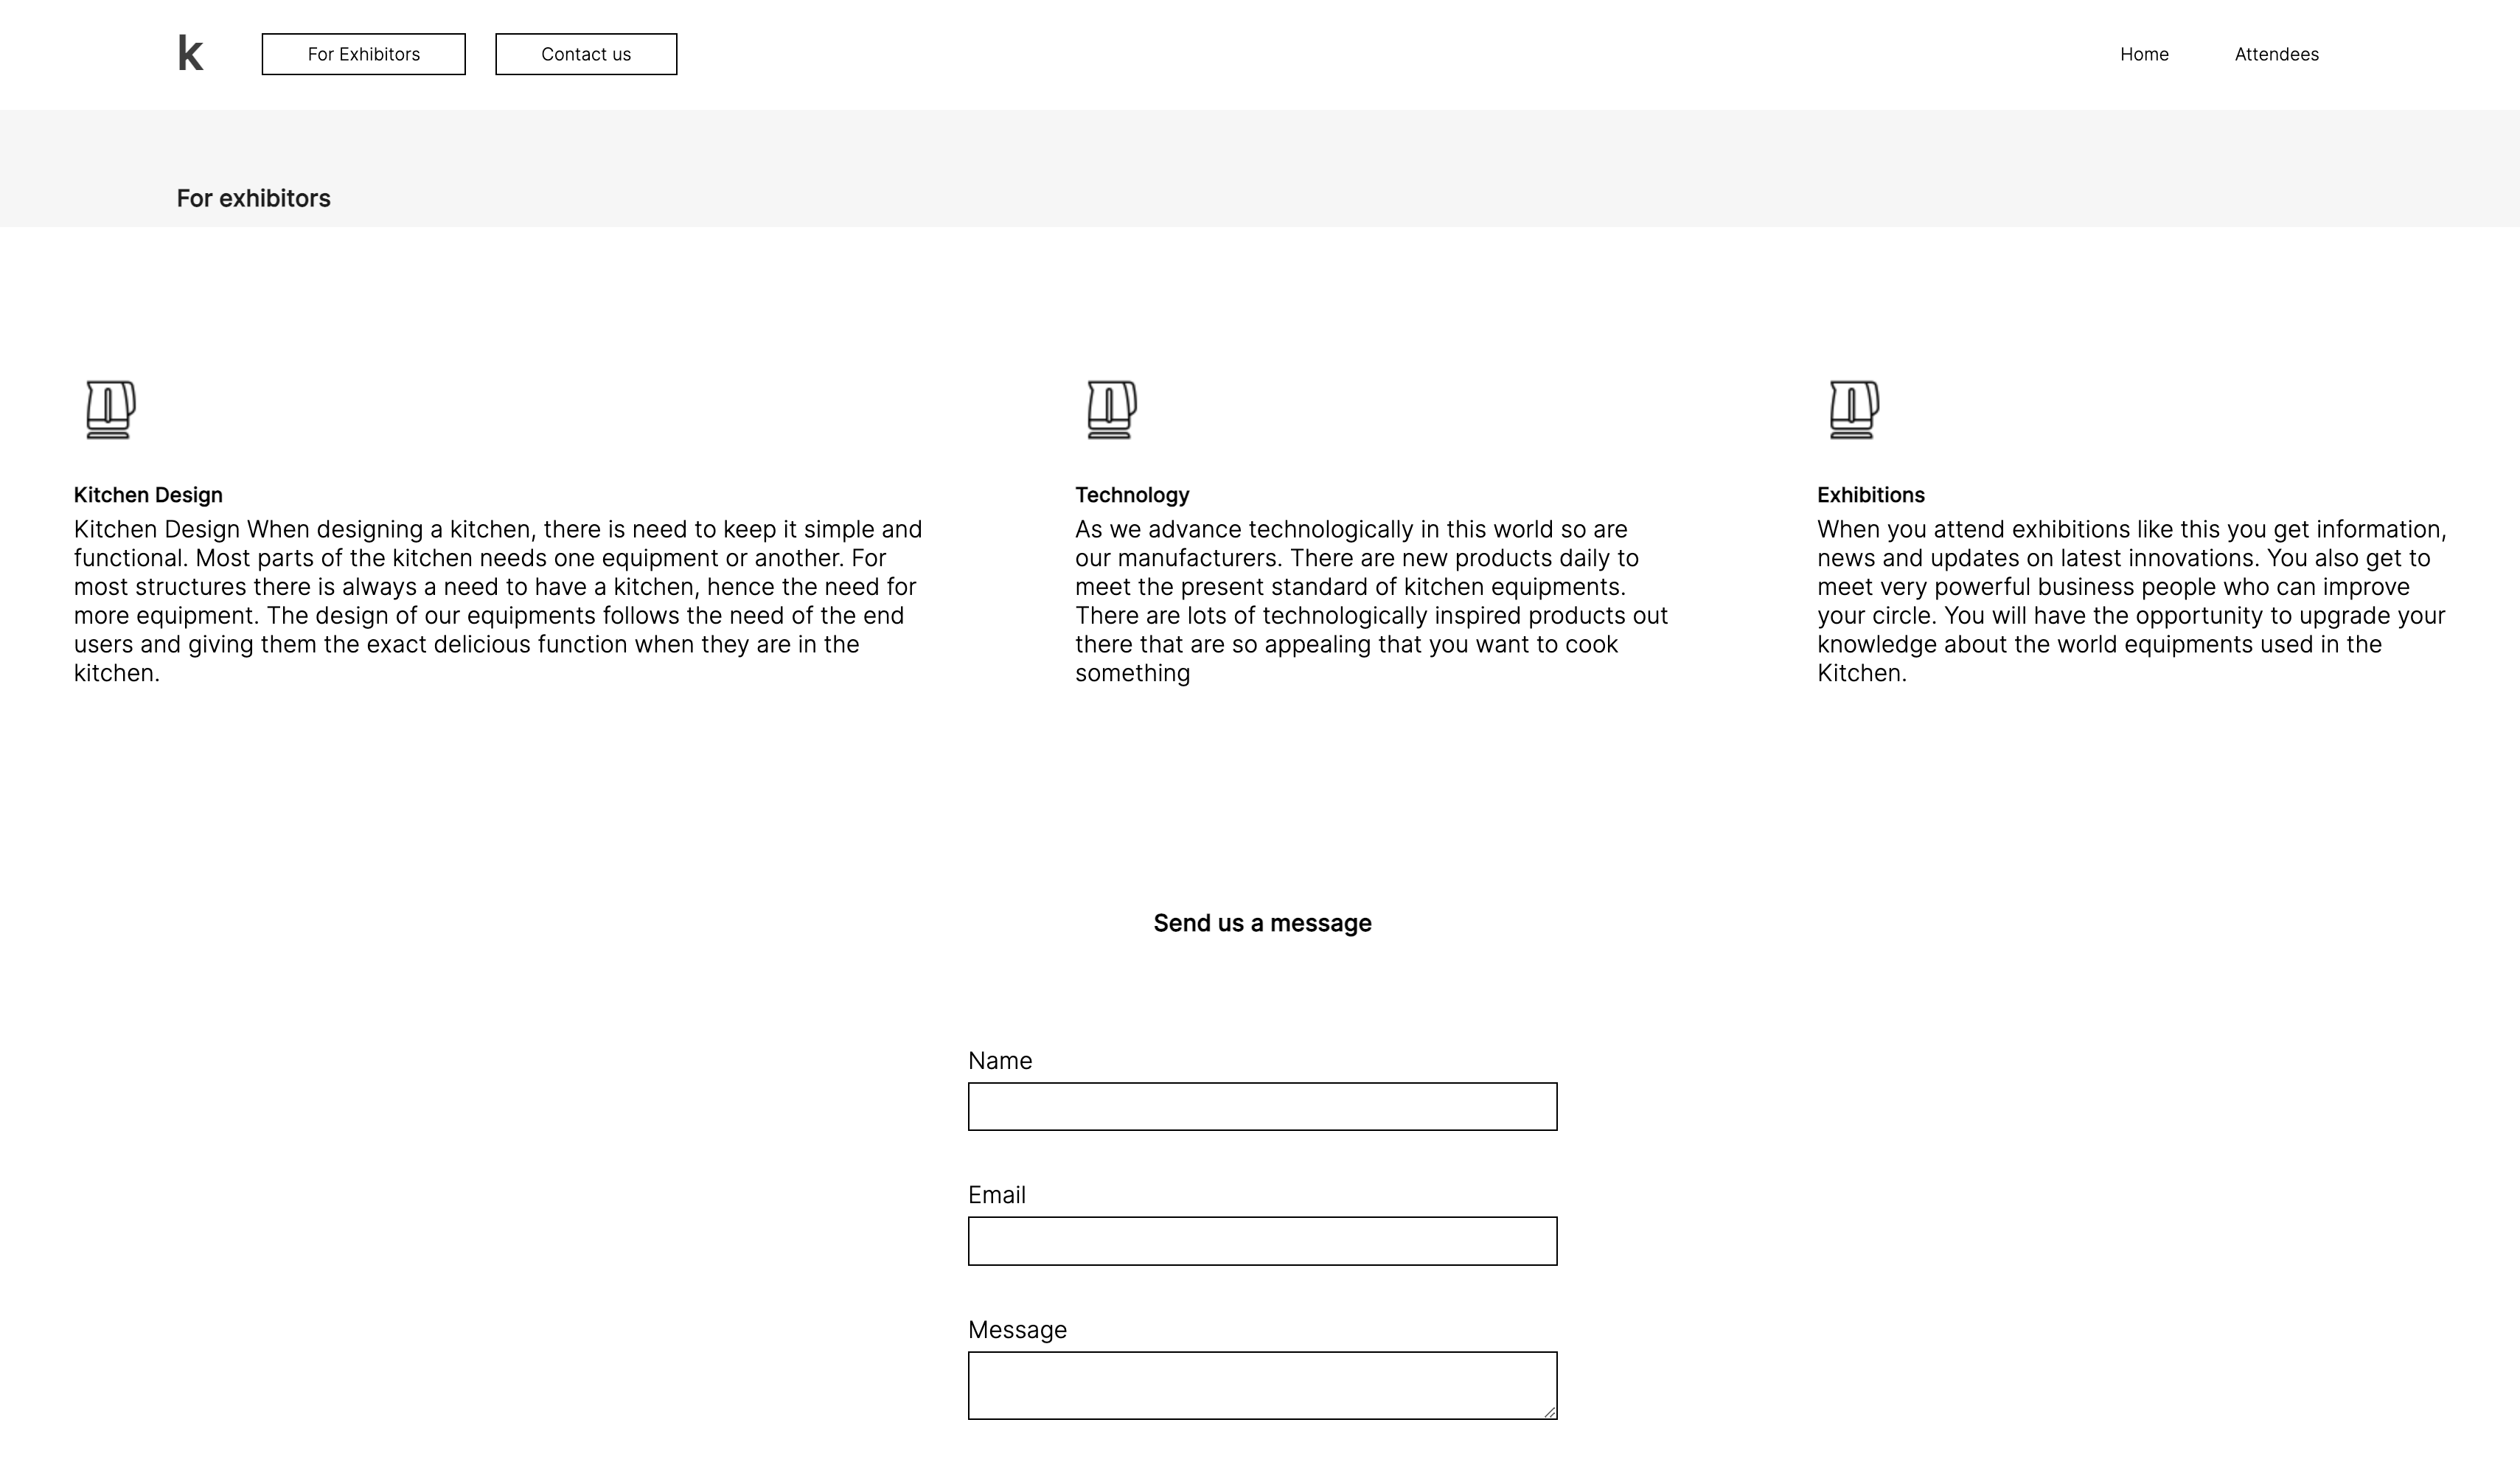 k
For Exhibitors
Contact us
Home
Attendees
For exhibitors
Kitchen Design
Kitchen Design When designing a kitchen, there is need to keep it simple and
functional. Most parts of the kitchen needs one equipment or another. For
most structures there is always a need to have a kitchen, hence the need for
more equipment. The design of our equipments follows the need of the end
users and giving them the exact delicious function when they are in the
kitchen.
Technology
As we advance technologically in this world so are
our manufacturers. There are new products daily to
meet the present standard of kitchen equipments.
There are lots of technologically inspired products out
there that are so appealing that you want to cook
something
Exhibitions
When you attend exhibitions like this you get information,
news and updates on latest innovations. You also get to
meet very powerful business people who can improve
your circle. You will have the opportunity to upgrade your
knowledge about the world equipments used in the
Kitchen.
Send us a message
Name
Email
Message